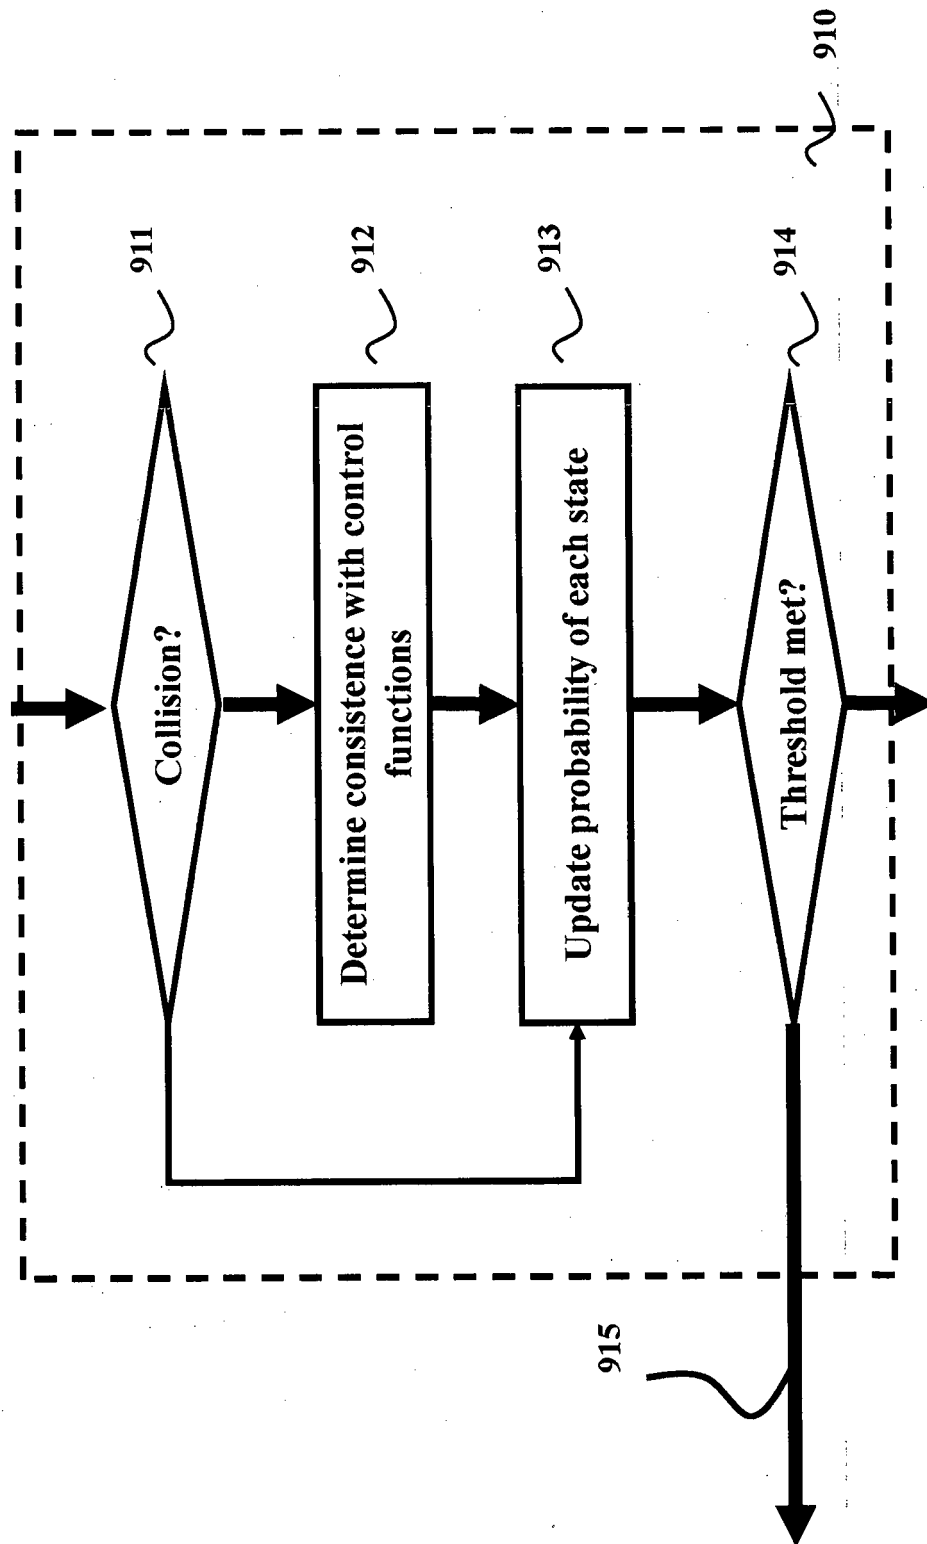 910
911
Collision?
912
Determine consistence with control
functions
913
Update probability of each state
914
Threshold met?
915